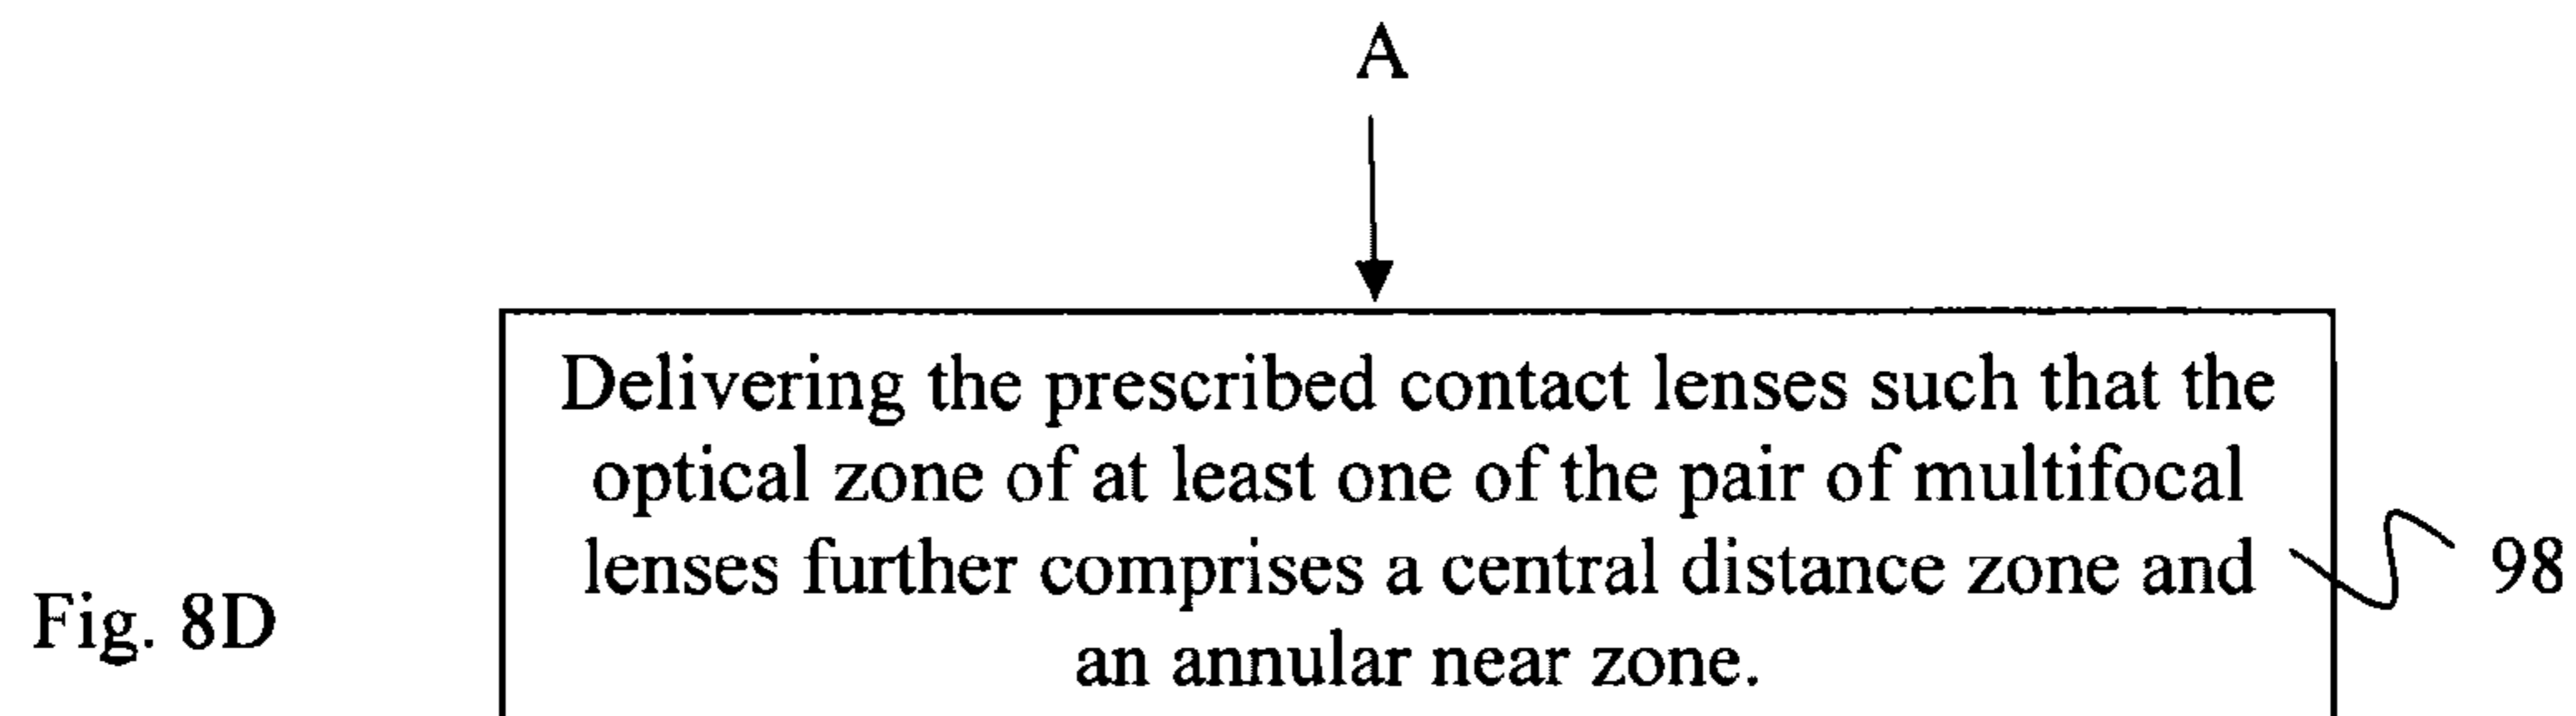 A
Delivering the prescribed contact lenses such that the
optical zone of at least one of the pair of multifocal
lenses further comprises a central distance zone and
an annular near zone.
98
Fig. 8D